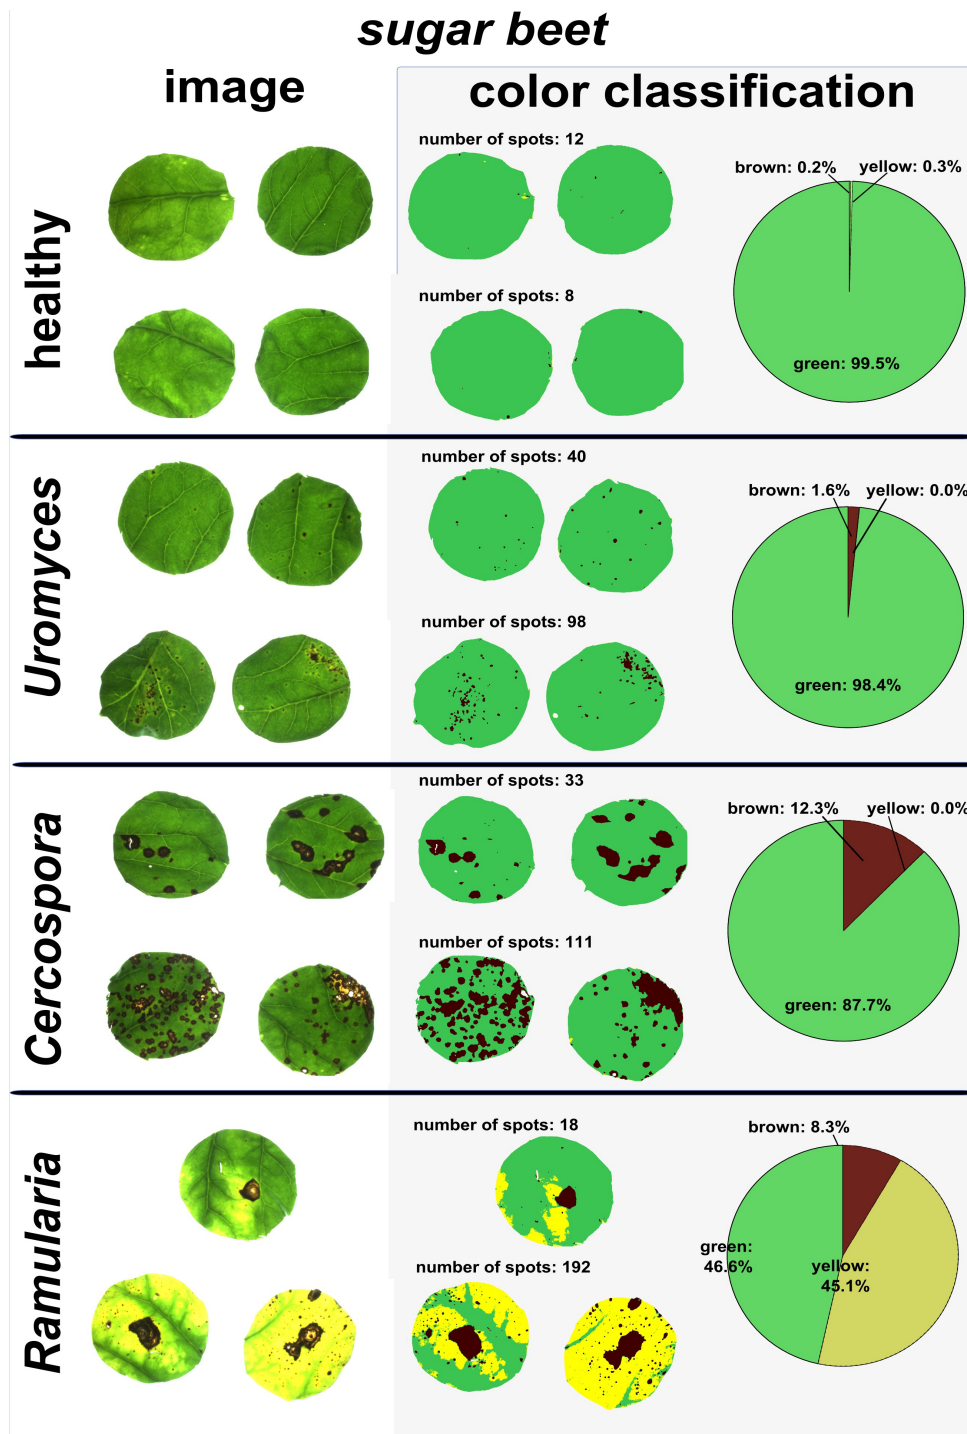 sugar beet
image
color classification
healthy
number of spots: 12
number of spots: 8
brown: 0.2%
yellow: 0.3%
green: 99.5%
Uromyces
number of spots: 40
number of spots: 98
brown: 1.6%
yellow: 0.0%
green: 98.4%
Cercospora
number of spots: 33
number of spots: 111
brown: 12.3%
yellow: 0.0%
green: 87.7%
Ramularia
number of spots: 18
number of spots: 192
brown: 8.3%
green:
46.6%
yellow:
45.1%